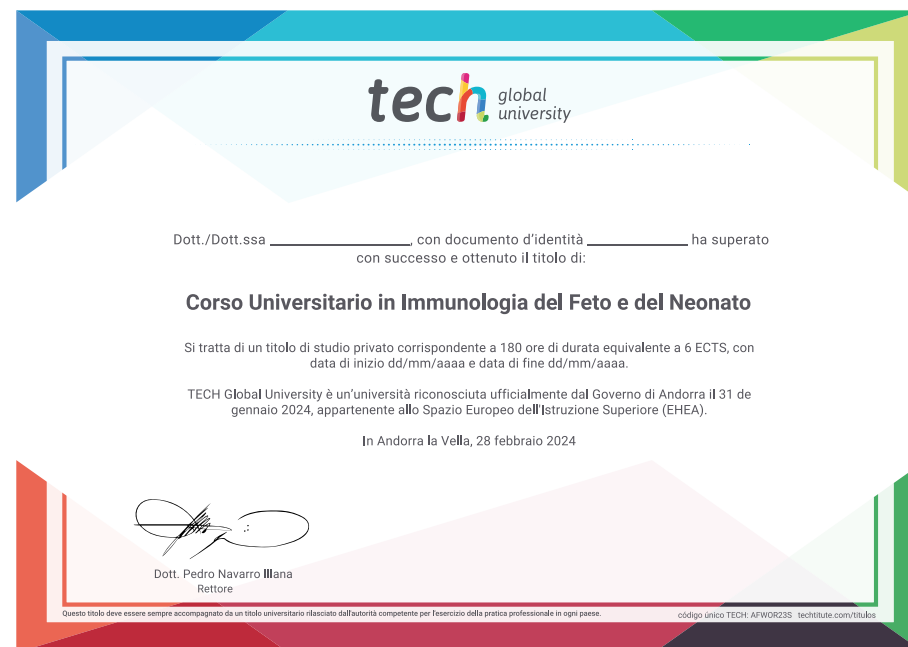 tech global university
Dott./Dott.ssa _________________, con documento d'identità ____________ ha superato
con successo e ottenuto il titolo di:
Corso Universitario in Immunologia del Feto e del Neonato
Si tratta di un titolo di studio privato corrispondente a 180 ore di durata equivalente a 6 ECTS, con
data di inizio dd/mm/aaaa e data di fine dd/mm/aaaa.
TECH Global University è un'università riconosciuta ufficialmente dal Governo di Andorra il 31 de
gennaio 2024, appartenente allo Spazio Europeo dell'Istruzione Superiore (EHEA).
In Andorra la Vella, 28 febbraio 2024
Dott. Pedro Navarro Illana
Rettore
Questo titolo deve essere sempre accompagnato da un titolo universitario rilasciato dall'autorità competente per l'esercizio della pratica professionale in ogni paese.
código único TECH: AFWOR23S techtitute.com/titulos